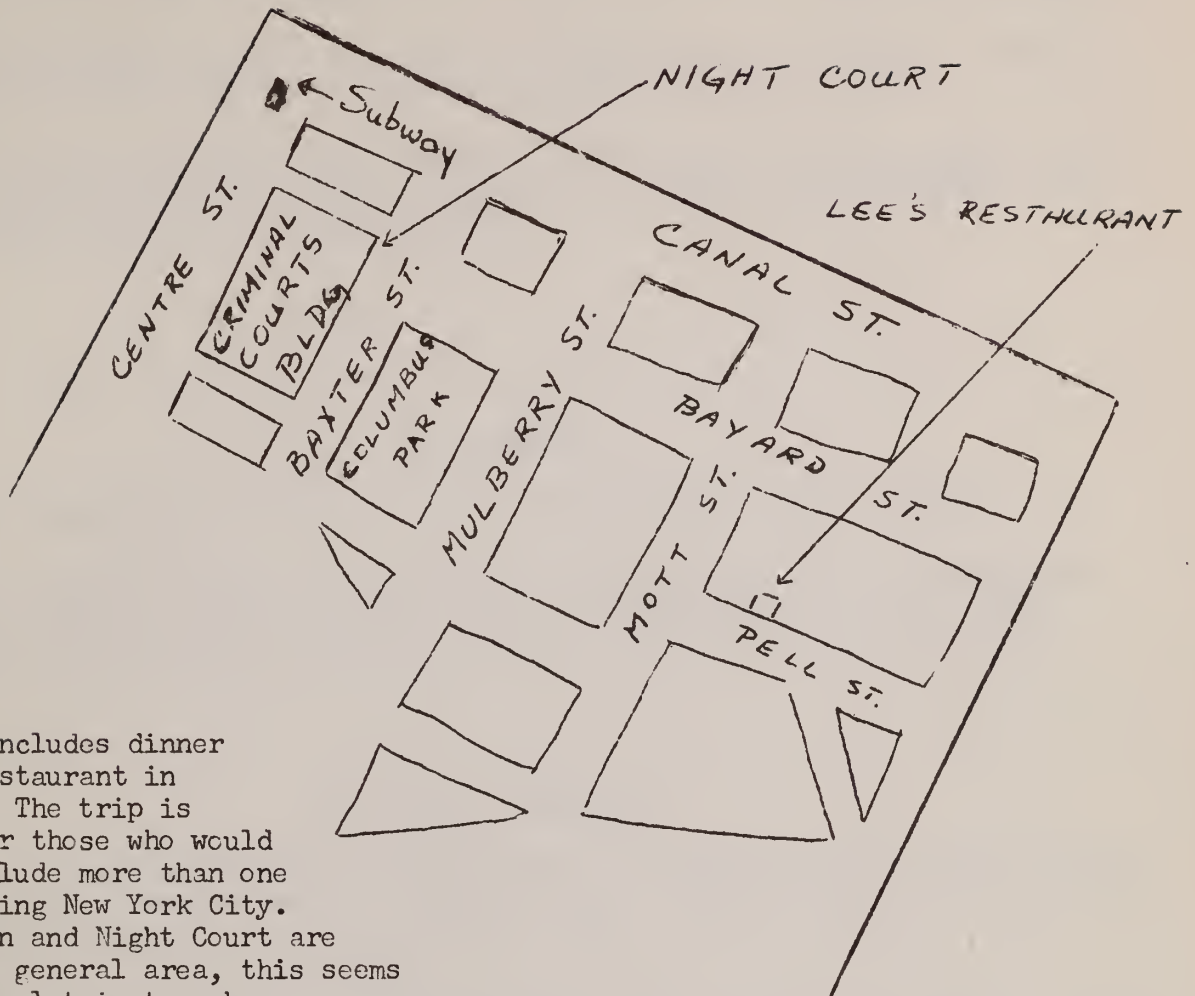 NIGHT COURT
Subway
LEE'S RESTAURANT
CENTRE ST.
CRIMINAL
COURTS
BLDG
BAXTER ST.
COLUMBUS
PARK
MULBERRY ST.
CANAL ST.
BAYARD ST.
MOTT ST.
PELL ST.
ncludes dinner
staurant in
The trip is
r those who would
lude more than one
ing New York City.
n and Night Court are
general area, this seems